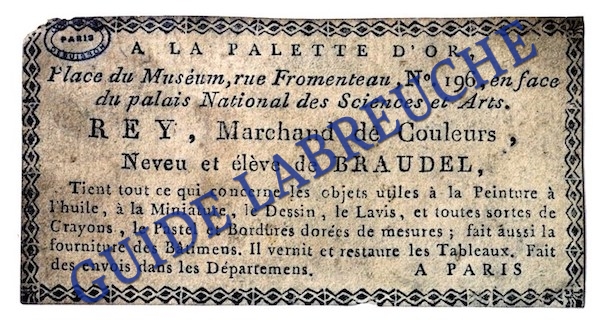 PARIS
A LA PALETTE D'OR,
Place du Muséum, rue Fromenteau, N° 196, en face
du palais National des Sciences et Arts.
REY, Marchand de Couleurs,
Neveu et élève de BRAUDEL,
Tient tout ce qui concerne les objets utiles à la Peinture à
l'huile, à la Miniature, le Dessin, le Lavis, et toutes sortes de
Crayons, le Pastel et Bordures dorées de mesures; fait aussi la
fourniture des Bâtimens. Il vernit et restaure les Tableaux. Fait
des envois dans les Départemens. A PARIS
GUIDE LABREUCHE